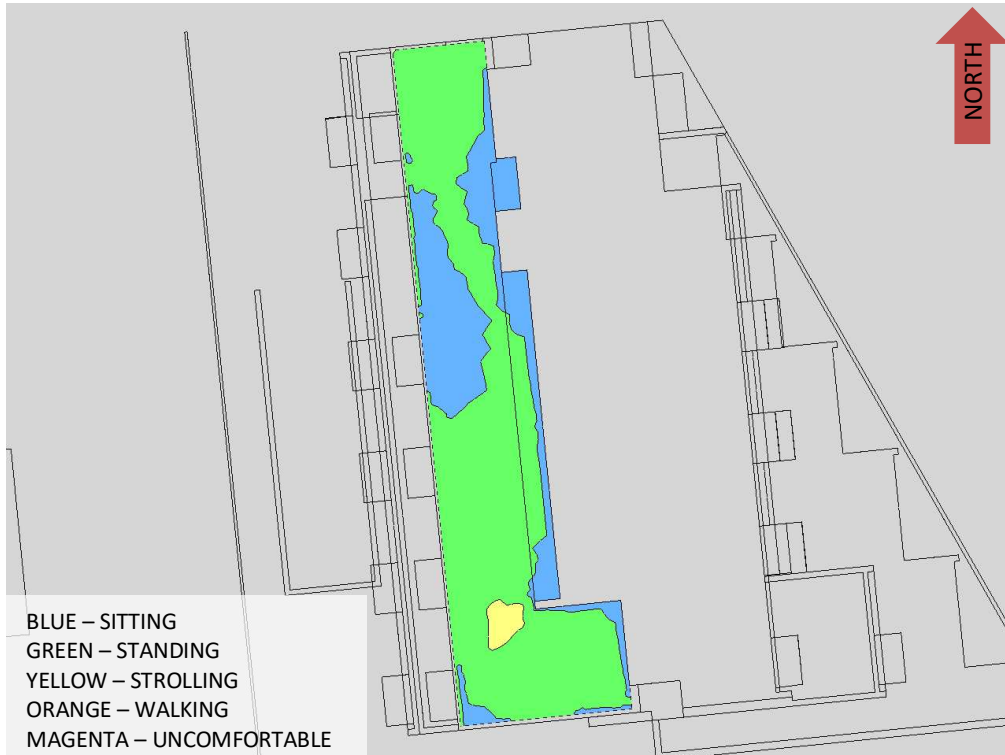 NORTH
BLUE – SITTING
GREEN – STANDING
YELLOW – STROLLING
ORANGE – WALKING
MAGENTA – UNCOMFORTABLE